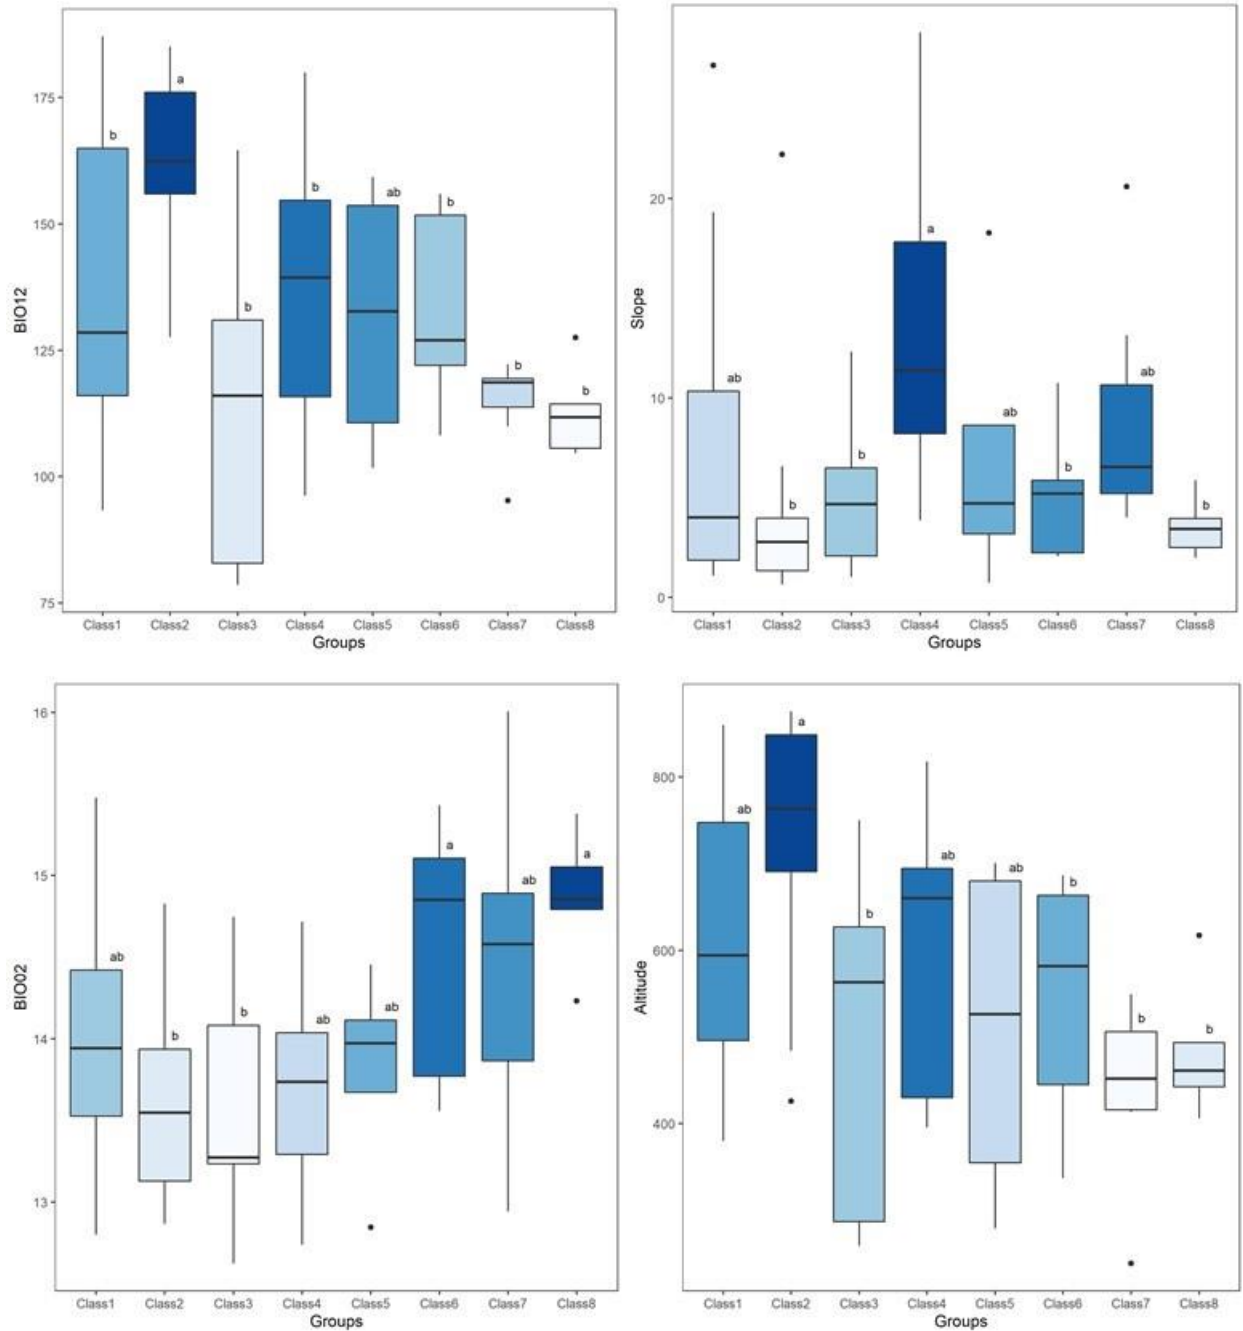 BIO12
175
150
125
100
75
b
a
b
b
ab
b
b
b
Class1 Class2 Class3 Class4 Class5 Class6 Class7 Class8
Groups
Slope
20
10
0
ab
b
b
a
ab
b
ab
b
Class1 Class2 Class3 Class4 Class5 Class6 Class7 Class8
Groups
BIO02
16
15
14
13
ab
b
b
ab
ab
a
ab
a
Class1 Class2 Class3 Class4 Class5 Class6 Class7 Class8
Groups
Altitude
800
600
400
ab
a
b
ab
ab
b
b
b
Class1 Class2 Class3 Class4 Class5 Class6 Class7 Class8
Groups